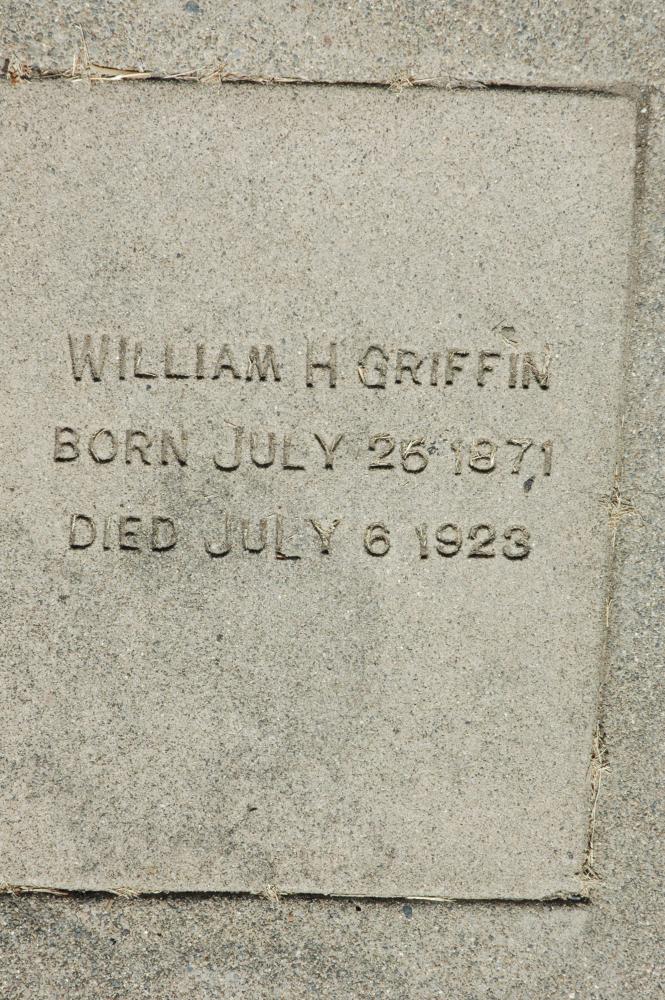 WILLIAM H GRIFFIN
BORN JULY 26 1871
DIED JULY 6 1923